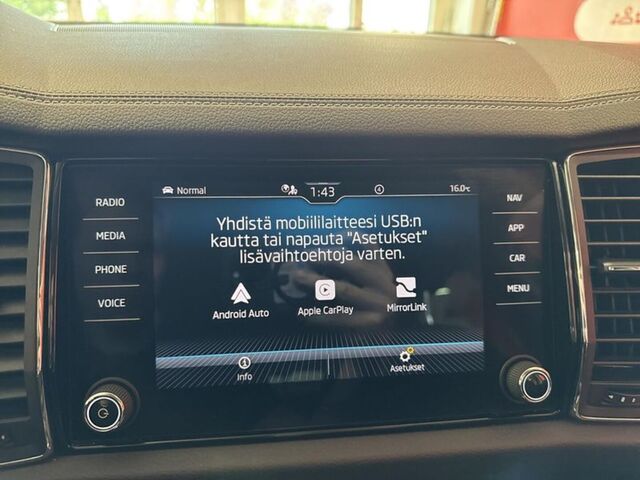 Normal 1:43 4 16.0°C
RADIO
MEDIA
PHONE
VOICE
Yhdistä mobiililaitteesi USB:n
kautta tai napauta "Asetukset"
lisävaihtoehtoja varten.
Android Auto Apple CarPlay MirrorLink
Info Asetukset
NAV
APP
CAR
MENU